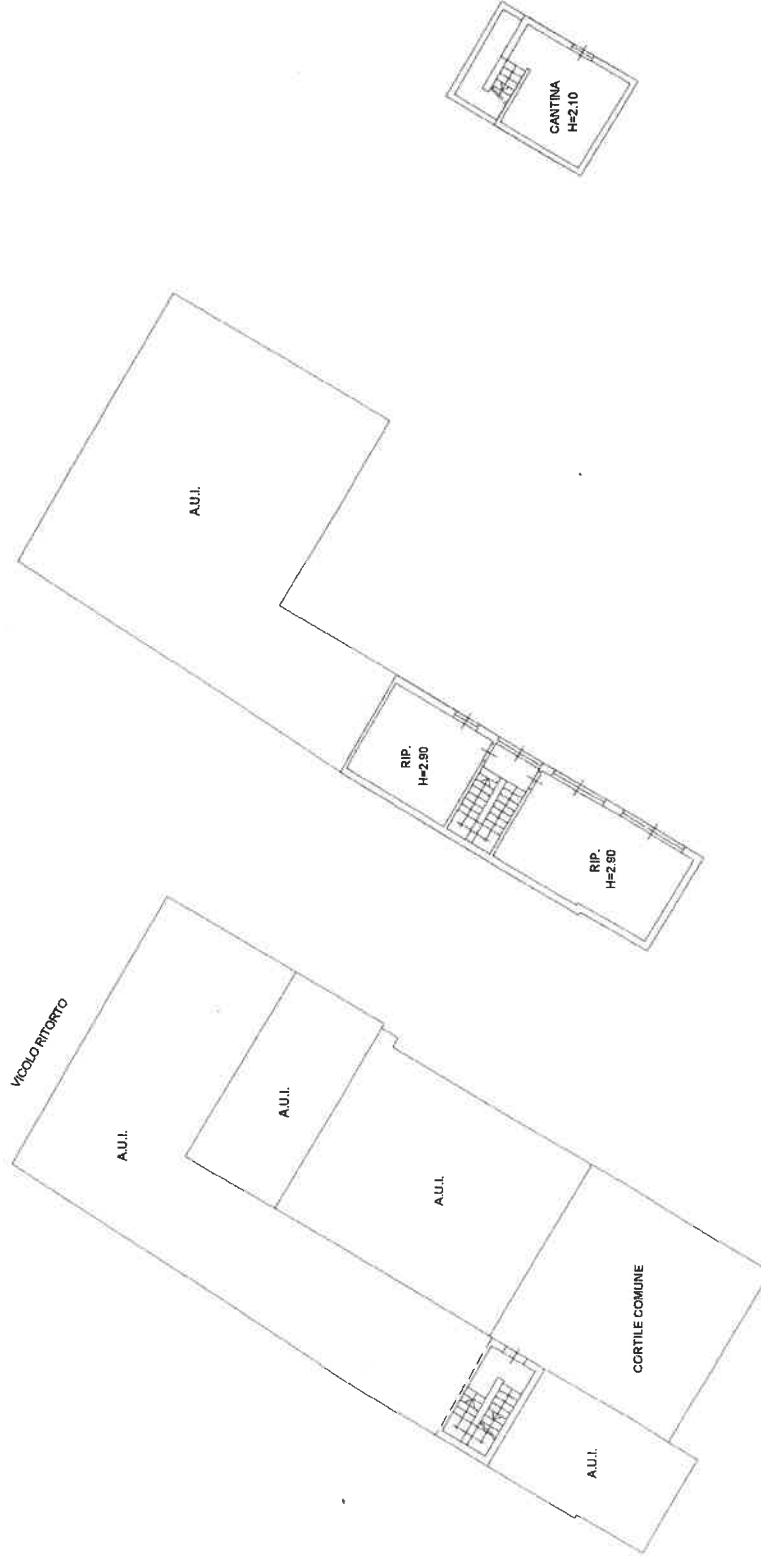 CANTINA
H=2.10
A.U.I.
RIP.
H=2.90
RIP.
H=2.90
VICOLO RITORTO
A.U.I.
A.U.I.
A.U.I.
CORTILE COMUNE
A.U.I.